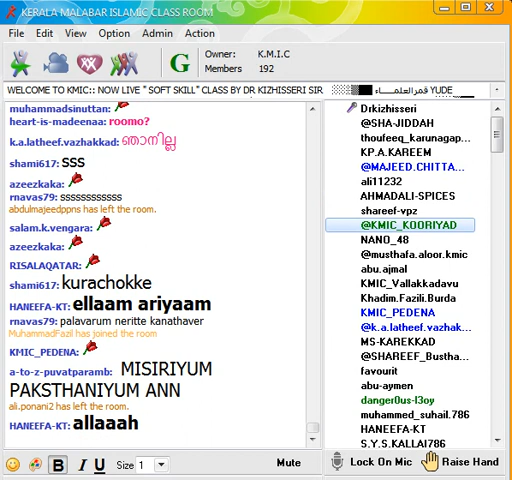 KERALA MALABAR ISLAMIC CLASS ROOM
File Edit View Option Admin Action
G Owner: K.M.I.C
Members 192
WELCOME TO KMIC:: NOW LIVE " SOFT SKILL" CLASS BY DR KIZHISSERI SIR قمرالعلمـــاء YUDE
muhammadsinuttan:
heart-is-madeenaa: roomo?
k.a.latheef.vazhakkad: ഞാനില്ല
shami617: sss
azeezkaka:
rnavas79: ssssssssssss
abdulmajeedppns has left the room.
salam.k.vengara:
azeezkaka:
RISALAQATAR:
shami617: kurachokke
HANEEFA-KT: ellaam ariyaam
rnavas79: palavarum neritte kanathaver
MuhammadFazil has joined the room
KMIC_PEDENA:
a-to-z-puvatparamb: MISIRIYUM
PAKSTHANIYUM ANN
ali.ponani2 has left the room.
HANEEFA-KT: allaaah
B I U Size 1 Mute
Drkizhisseri
@SHA-JIDDAH
thoufeeq_karunagap...
KP.A.KAREEM
@MAJEED.CHITTA...
ali11232
AHMADALI-SPICES
shareef-vpz
@KMIC_KOORIYAD
NANO_48
@musthafa.aloor.kmic
abu.ajmal
KMIC_Vallakkadavu
Khadim.Fazili.Burda
KMIC_PEDENA
@k.a.latheef.vazhak...
MS-KAREKKAD
@SHAREEF_Bustha...
favourit
abu-aymen
danger0us-l3oy
muhammed_suhail.786
HANEEFA-KT
S.Y.S.KALLAI786
Lock On Mic Raise Hand